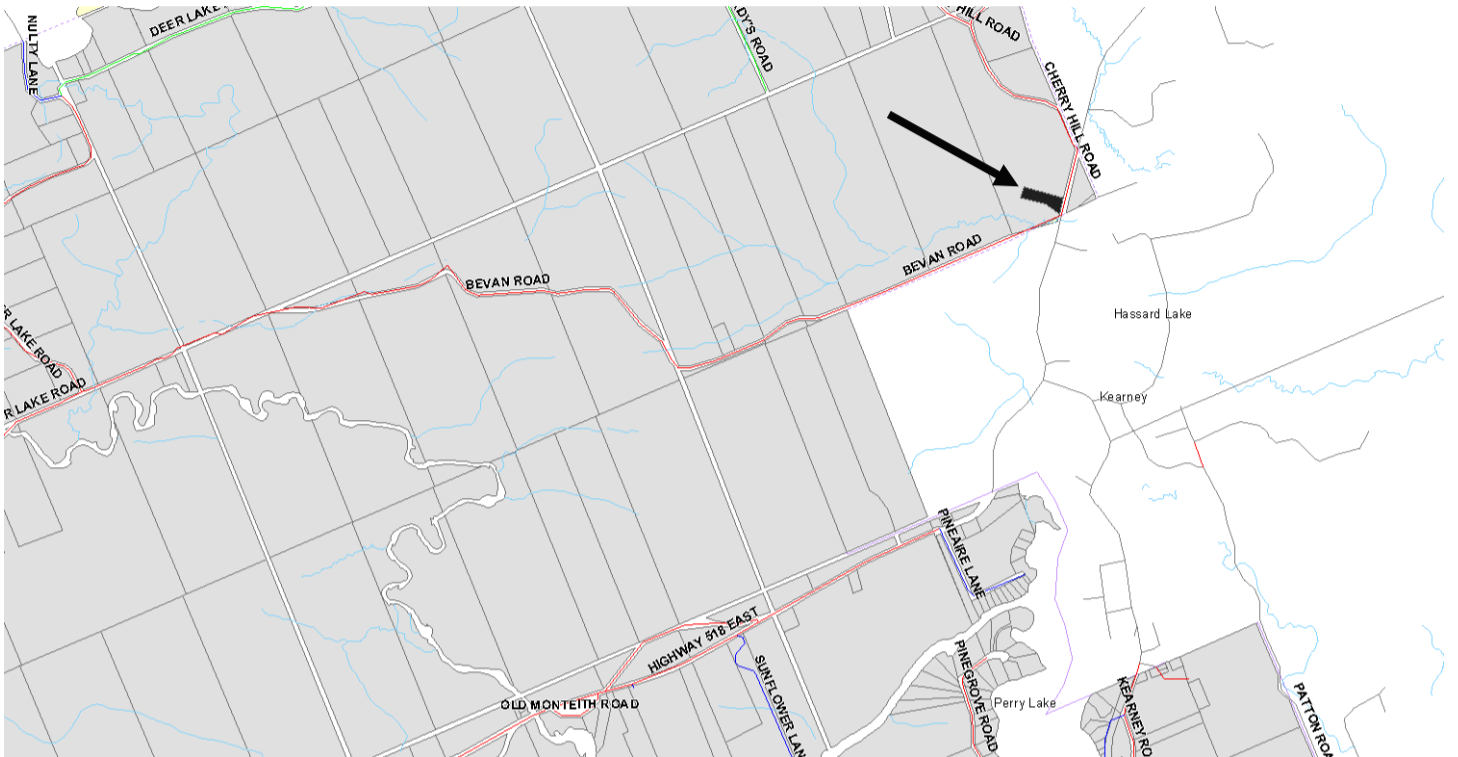 NULTY LANE
DEER LAKE
DY'S ROAD
HILL ROAD
CHERRY HILL ROAD
BEVAN ROAD
BEVAN ROAD
Hassard Lake
R LAKE ROAD
R LAKE ROAD
Kearney
PINEAIRE LANE
HIGHWAY 518 EAST
SUNFLOWER LAN
PINEGROVE ROAD
OLD MONTEITH ROAD
Perry Lake
KEARNEY RO
PATTON ROA